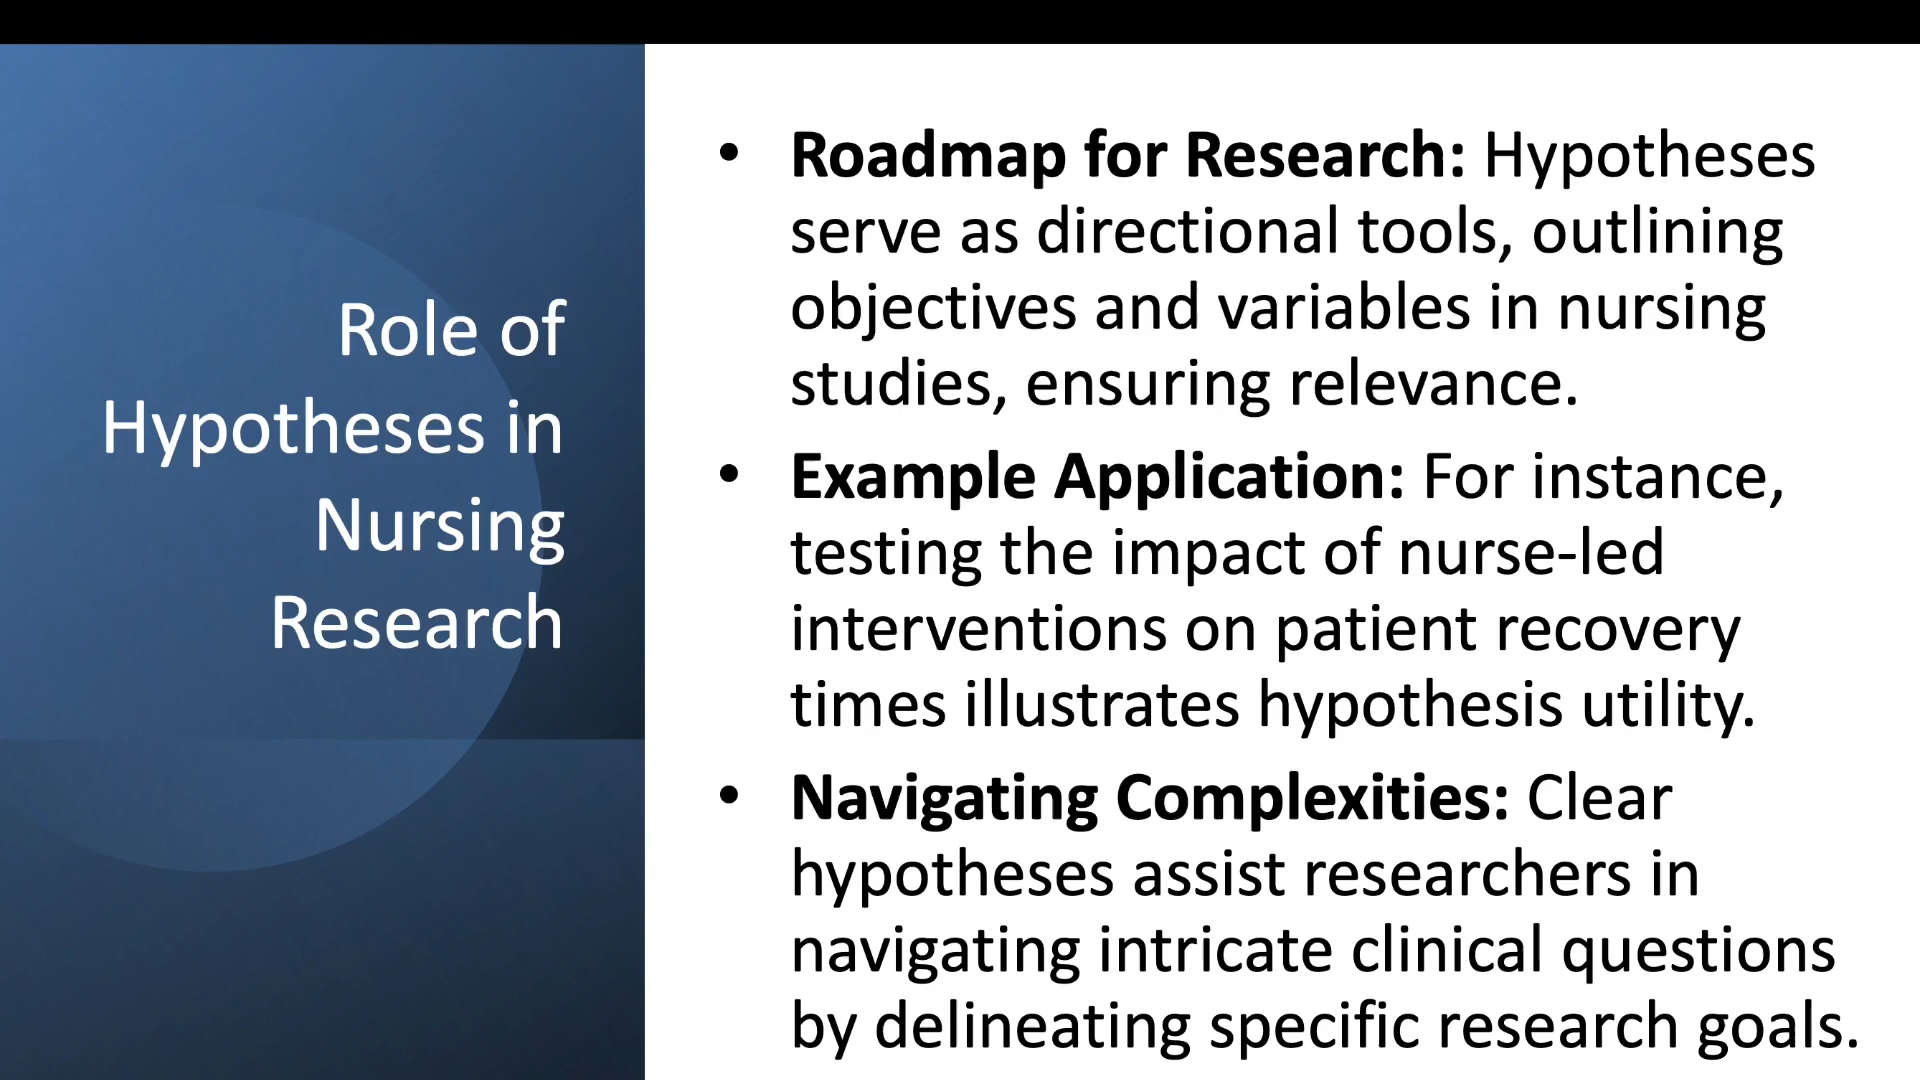 Role of
Hypotheses in
Nursing
Research
• Roadmap for Research: Hypotheses
serve as directional tools, outlining
objectives and variables in nursing
studies, ensuring relevance.
• Example Application: For instance,
testing the impact of nurse-led
interventions on patient recovery
times illustrates hypothesis utility.
• Navigating Complexities: Clear
hypotheses assist researchers in
navigating intricate clinical questions
by delineating specific research goals.